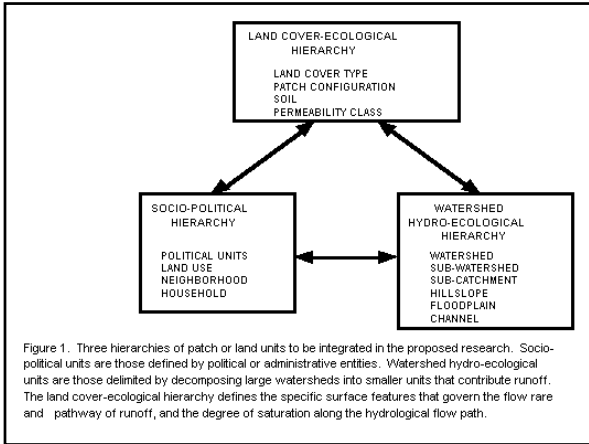 LAND COVER-ECOLOGICAL
HIERARCHY
LAND COVER TYPE
PATCH CONFIGURATION
SOIL
PERMEABILITY CLASS
SOCIO-POLITICAL
HIERARCHY
POLITICAL UNITS
LAND USE
NEIGHBORHOOD
HOUSEHOLD
WATERSHED
HYDRO-ECOLOGICAL
HIERARCHY
WATERSHED
SUB-WATERSHED
SUB-CATCHMENT
HILLSLOPE
FLOODPLAIN
CHANNEL
Figure 1. Three hierarchies of patch or land units to be integrated in the proposed research. Socio-
political units are those defined by political or administrative entities. Watershed hydro-ecological
units are those delimited by decomposing large watersheds into smaller units that contribute runoff.
The land cover-ecological hierarchy defines the specific surface features that govern the flow rare
and pathway of runoff, and the degree of saturation along the hydrological flow path.